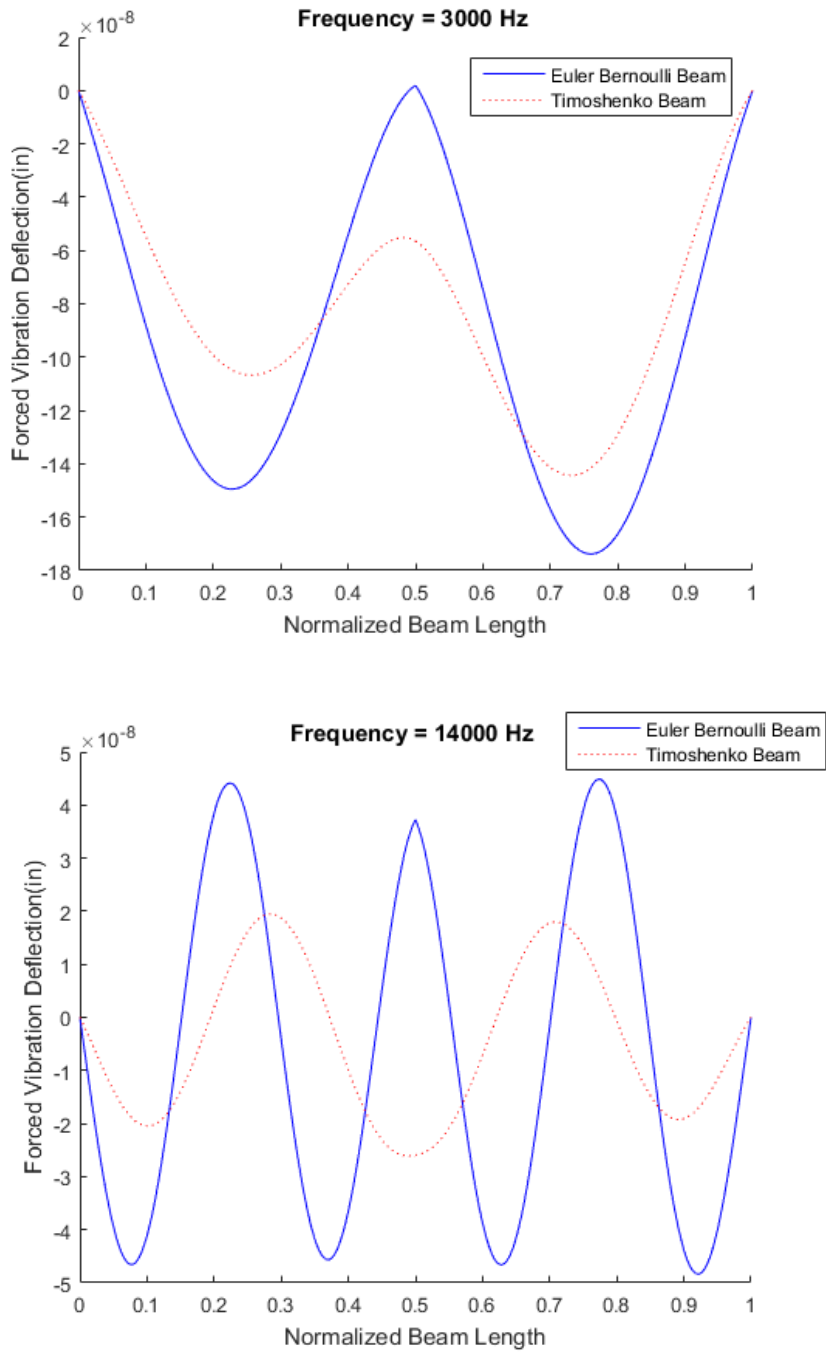 Frequency = 3000 Hz
×10-8
Euler Bernoulli Beam
Timoshenko Beam
2
0
-2
-4
-6
-8
-10
-12
-14
-16
-18
Forced Vibration Deflection(in)
0 0.1 0.2 0.3 0.4 0.5 0.6 0.7 0.8 0.9 1
Normalized Beam Length
Frequency = 14000 Hz
×10-8
Euler Bernoulli Beam
Timoshenko Beam
5
4
3
2
1
0
-1
-2
-3
-4
-5
Forced Vibration Deflection(in)
0 0.1 0.2 0.3 0.4 0.5 0.6 0.7 0.8 0.9 1
Normalized Beam Length